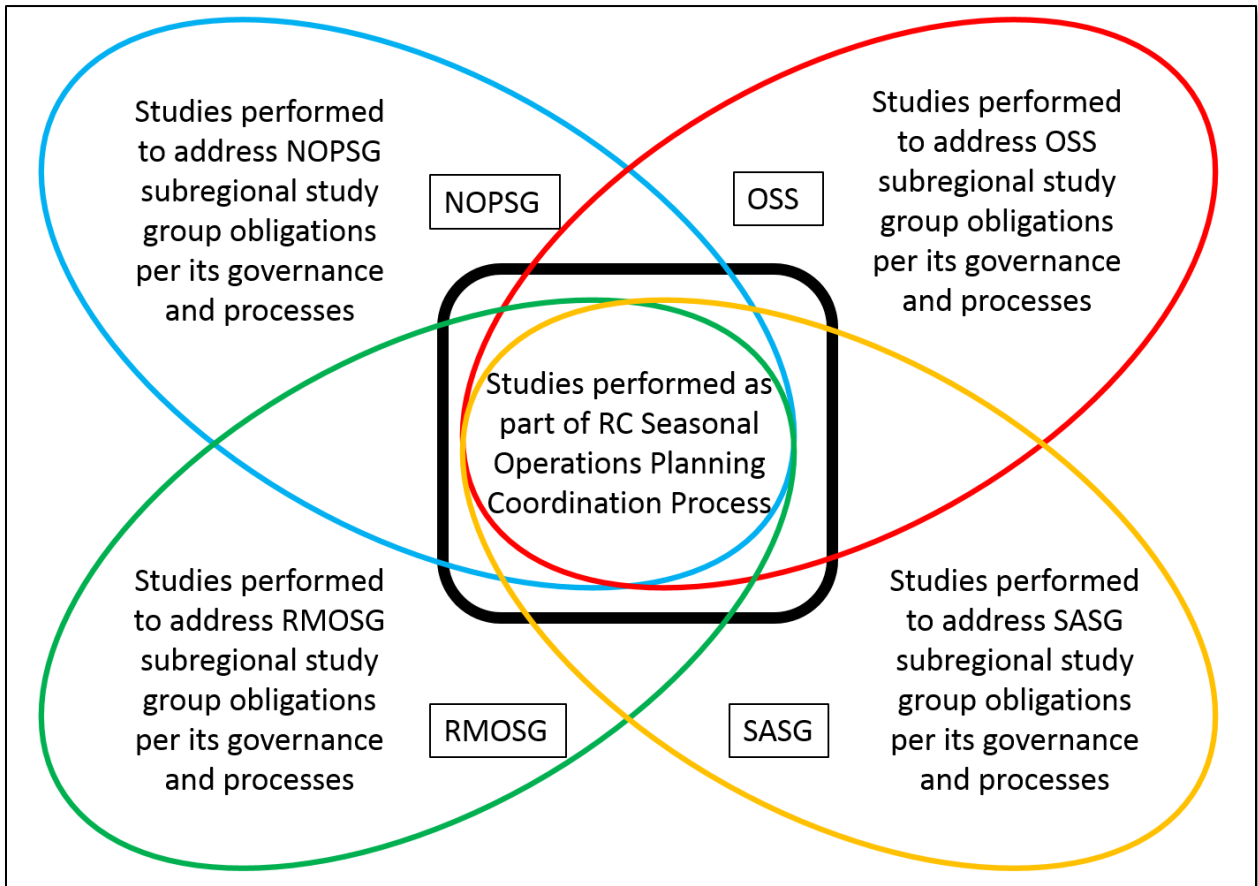 Studies performed
to address NOPSG
subregional study
group obligations
per its governance
and processes
NOPSG
OSS
Studies performed
to address OSS
subregional study
group obligations
per its governance
and processes
Studies performed as
part of RC Seasonal
Operations Planning
Coordination Process
Studies performed
to address RMOSG
subregional study
group obligations
per its governance
and processes
RMOSG
SASG
Studies performed
to address SASG
subregional study
group obligations
per its governance
and processes